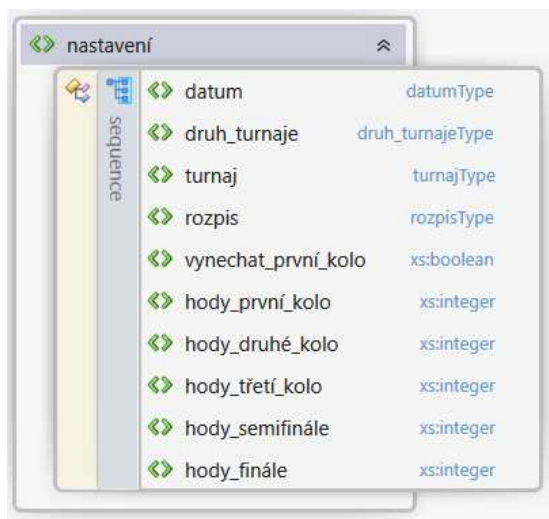 nastavení
sequence
datum datumType
druh_turnaje druh_turnajeType
turnaj turnajType
rozpis rozpisType
vynechat_první_kolo xs:boolean
hody_první_kolo xs:integer
hody_druhé_kolo xs:integer
hody_třetí_kolo xs:integer
hody_semifinále xs:integer
hody_finále xs:integer